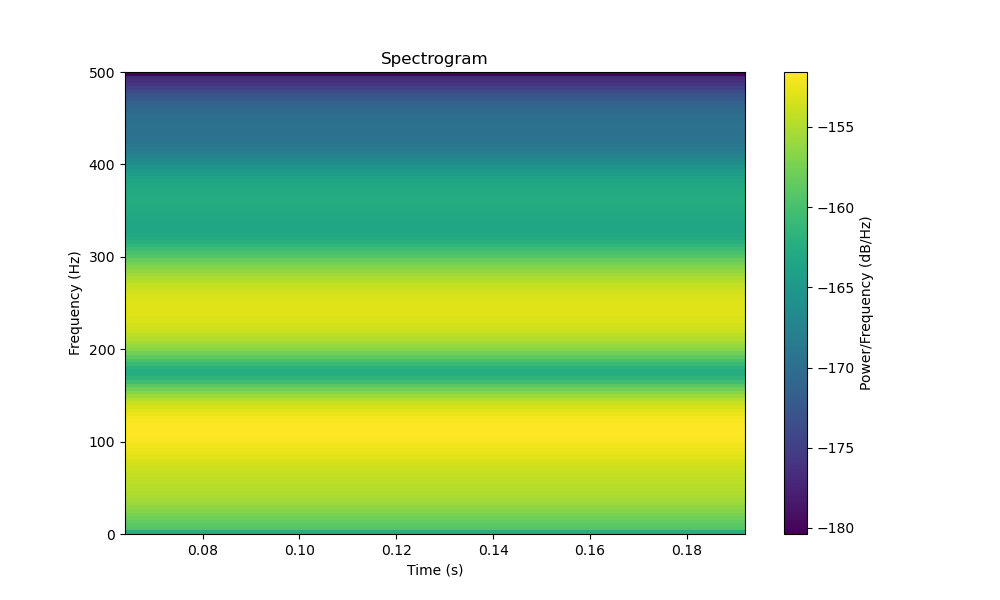 Spectrogram
500
400
300
200
100
0
Frequency (Hz)
0.08 0.10 0.12 0.14 0.16 0.18
Time (s)
−155
−160
−165
−170
−175
−180
Power/Frequency (dB/Hz)